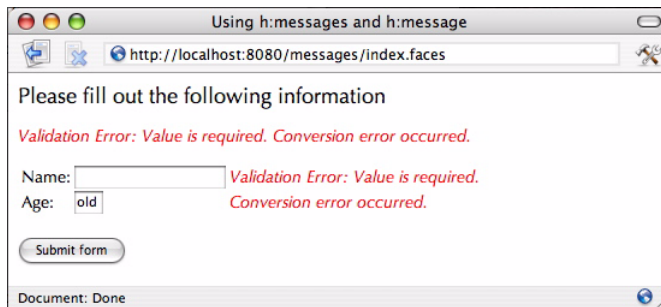 Using h:messages and h:message
http://localhost:8080/messages/index.faces
Please fill out the following information
Validation Error: Value is required. Conversion error occurred.
Name: Validation Error: Value is required.
Age: old Conversion error occurred.
Submit form
Document: Done